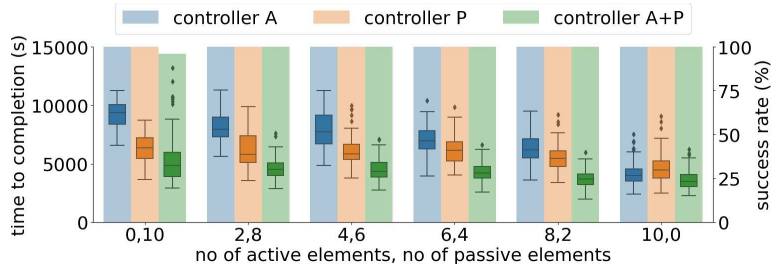 controller A controller P controller A+P
time to completion (s)
15000
10000
5000
0
100
75
50
25
0
success rate (%)
0,10 2,8 4,6 6,4 8,2 10,0
no of active elements, no of passive elements